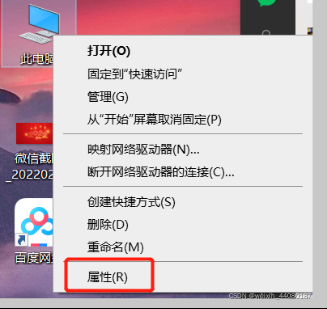 此电脑
打开(O)
固定到"快速访问"
管理(G)
从"开始"屏幕取消固定(P)
映射网络驱动器(N)...
断开网络驱动器的连接(C)...
创建快捷方式(S)
删除(D)
重命名(M)
属性(R)
微信截
_202202
百度网